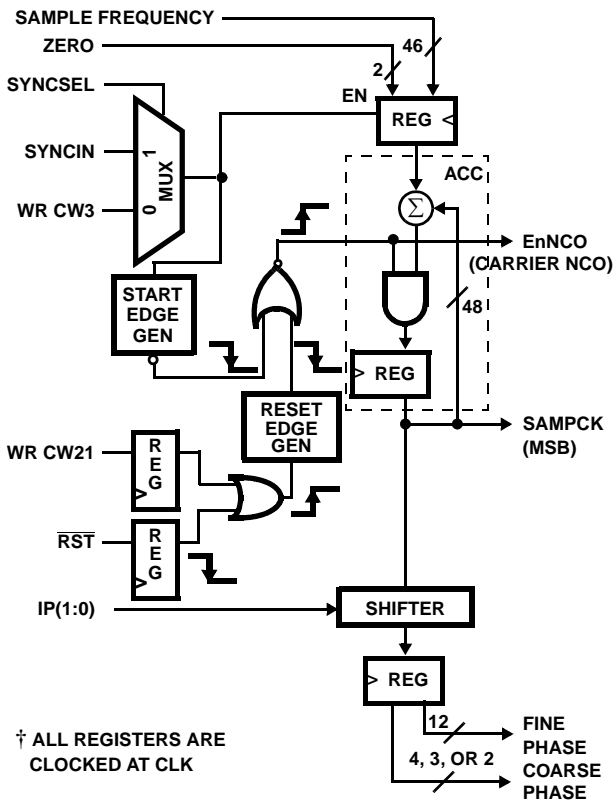 SAMPLE FREQUENCY
ZERO
46
2
SYNCSEL
EN
REG
SYNCIN
1
MUX
0
WR CW3
ACC
Σ
EnNCO
(CARRIER NCO)
START
EDGE
GEN
48
REG
RESET
EDGE
GEN
SAMPCK
(MSB)
WR CW21
REG
RST
REG
IP(1:0)
SHIFTER
REG
12
FINE
PHASE
4, 3, OR 2
COARSE
PHASE
† ALL REGISTERS ARE
CLOCKED AT CLK